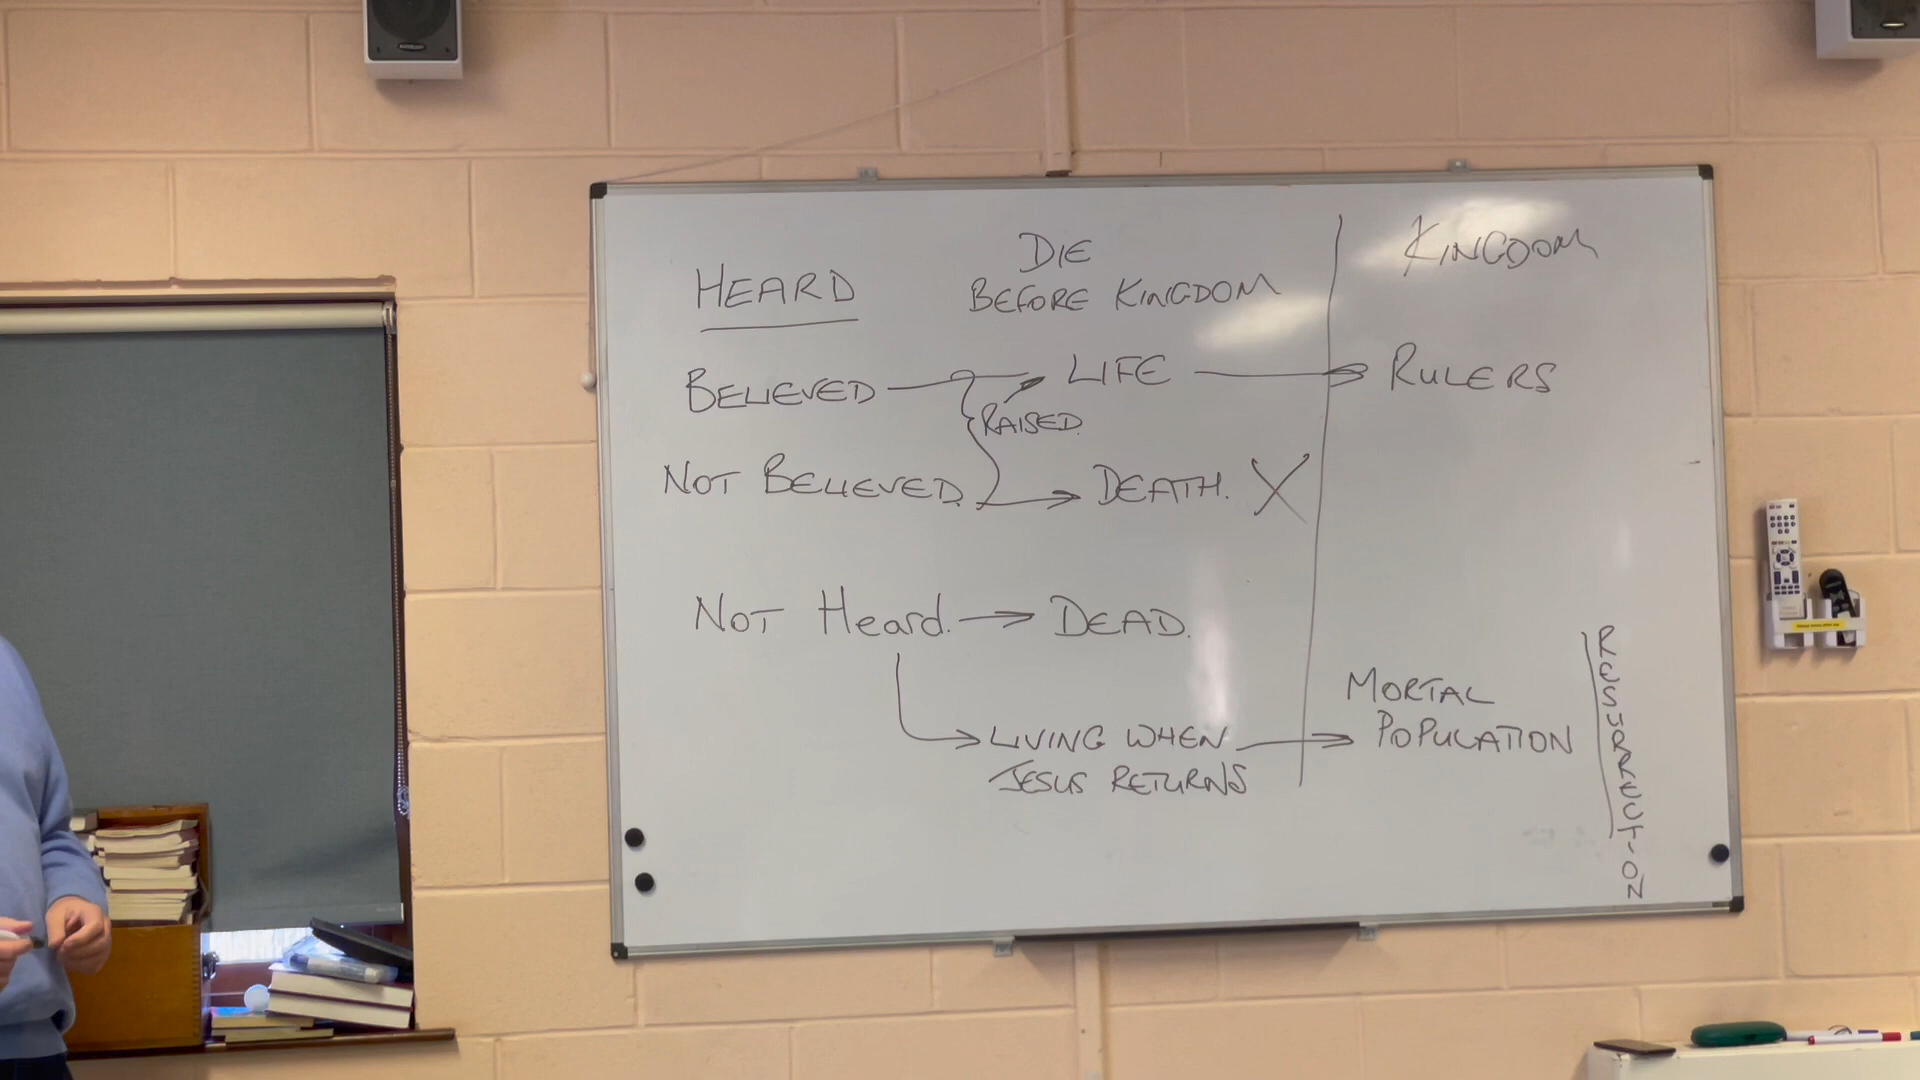 HEARD
DIE
BEFORE KINGDOM
KINGDOM
BELIEVED
LIFE
RULERS
RAISED.
NOT BELIEVED.
DEATH. X
NOT Heard.
DEAD.
LIVING WHEN
JESUS RETURNS
MORTAL
POPULATION
RESURRECTION